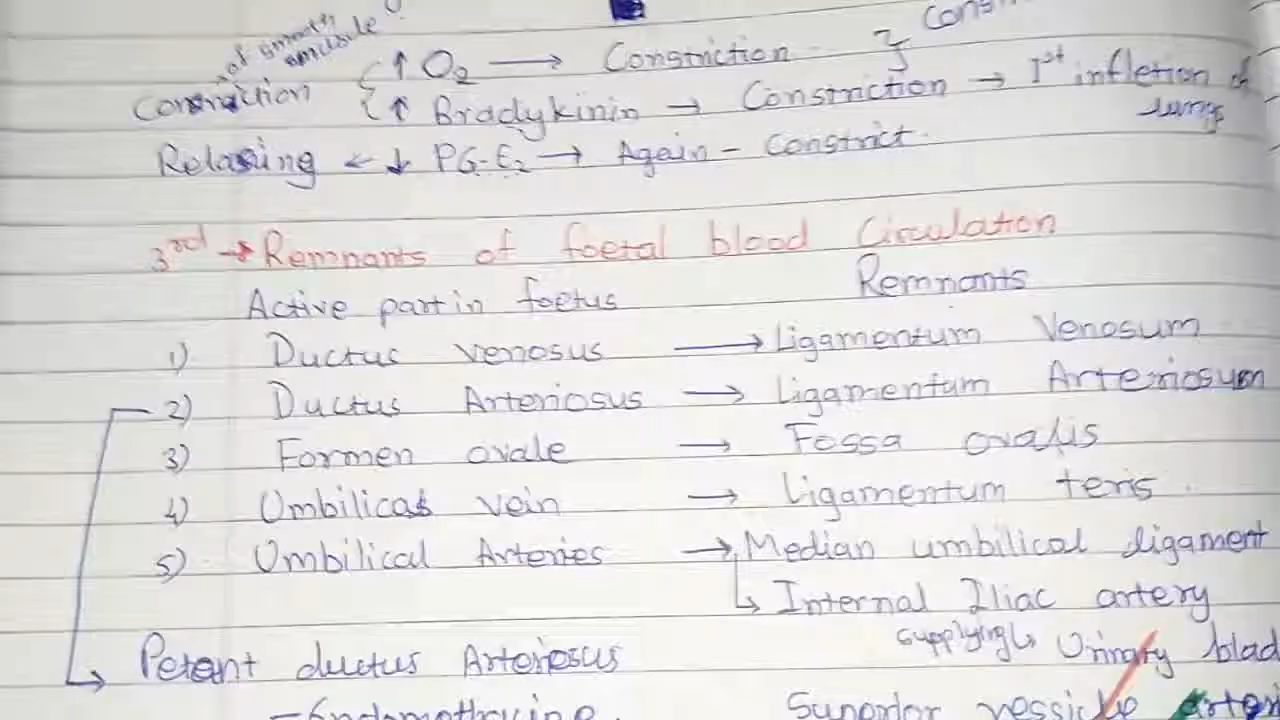 of smooth
muscle
Constriction
↑ O2 → Constriction
↑ Bradykinin → Constriction → 1st infletion of
lungs
Relaxing ← ↓ PG-E2 → Again - Constrict.
3rd → Remnants of foetal blood Circulation
Active part in foetus Remnants
1) Ductus venosus → Ligamentum Venosum
2) Ductus Arteriosus → Ligamentum Arteriosum
3) Formen ovale → Fossa ovalis
4) Umbilical vein → Ligamentum teris.
5) Umbilical Arteries → Median umbilical ligament
↳ Internal Iliac artery
supplying ↳ Urinary blad
Petent ductus Arteriosus